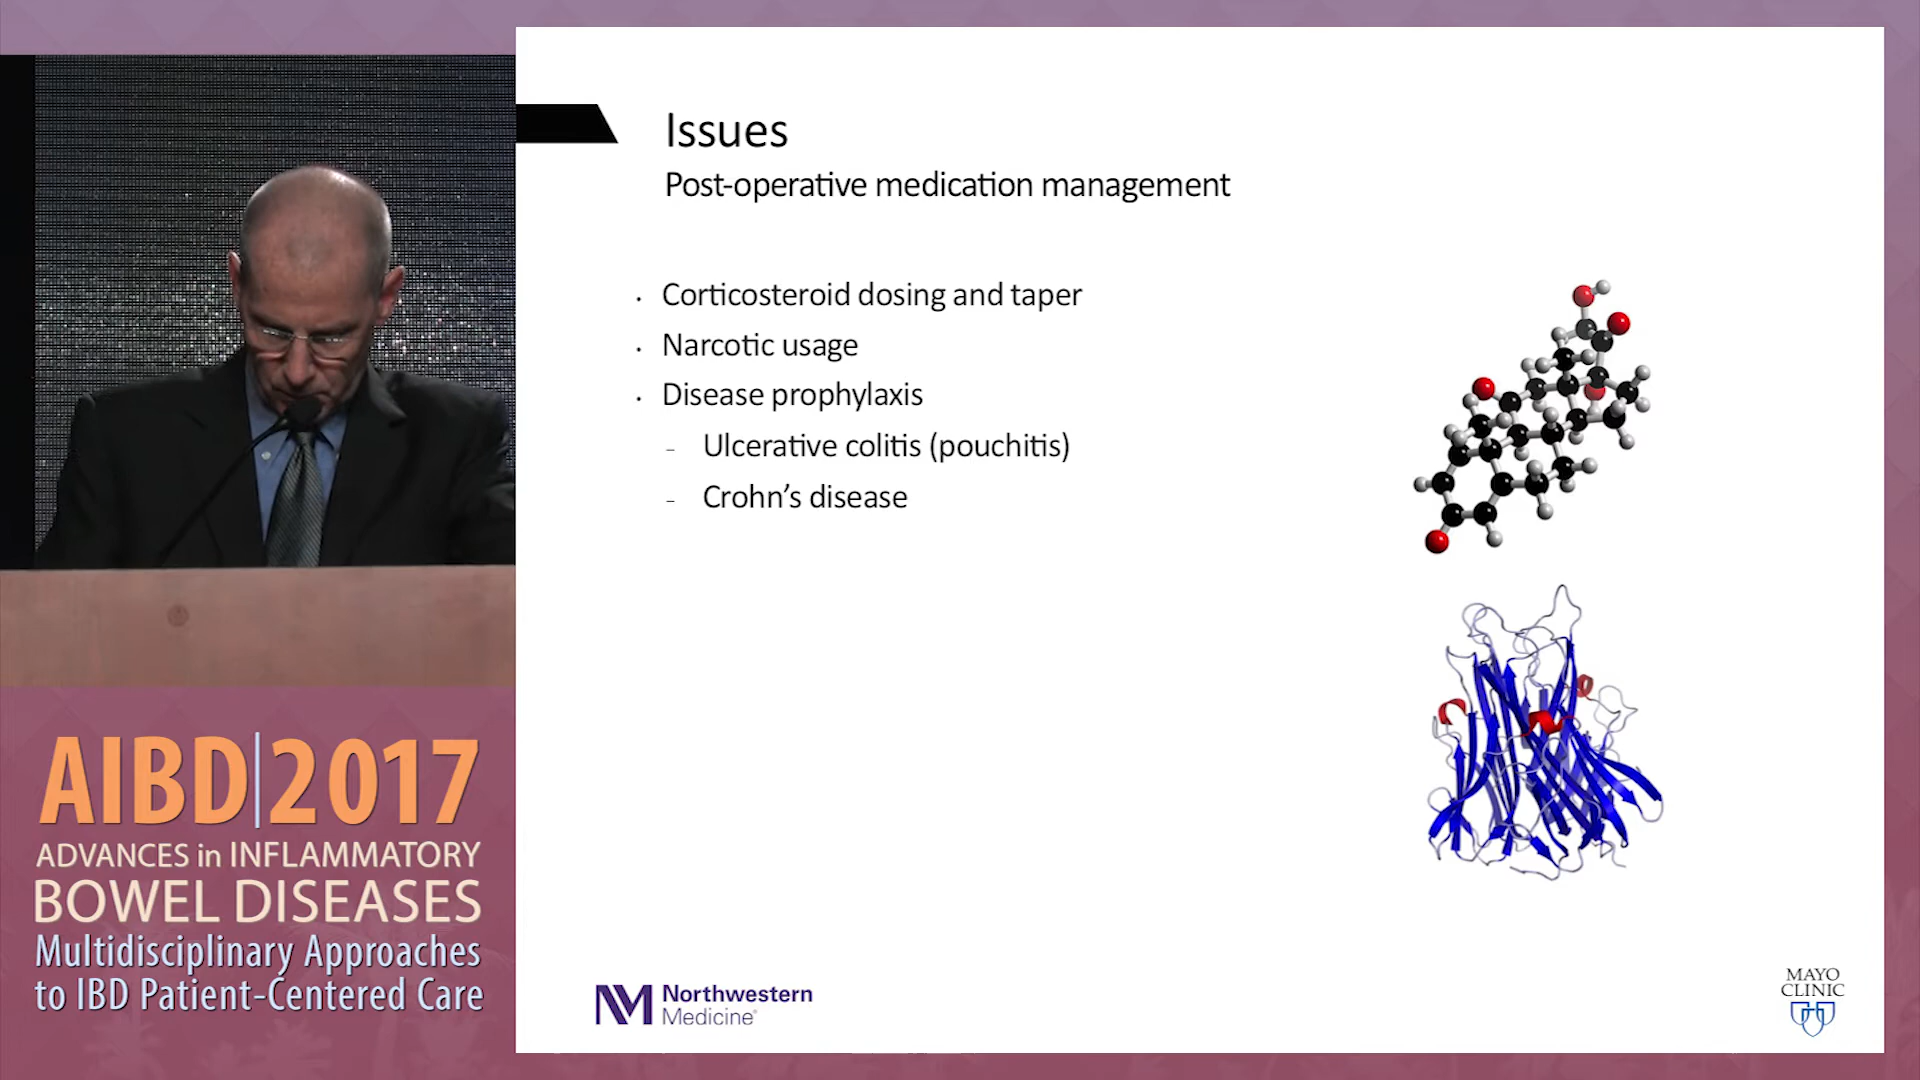 Issues
Post-operative medication management
• Corticosteroid dosing and taper
• Narcotic usage
• Disease prophylaxis
- Ulcerative colitis (pouchitis)
- Crohn’s disease
AIBD|2017
ADVANCES in INFLAMMATORY
BOWEL DISEASES
Multidisciplinary Approaches
to IBD Patient-Centered Care
NM Northwestern
Medicine®
MAYO
CLINIC